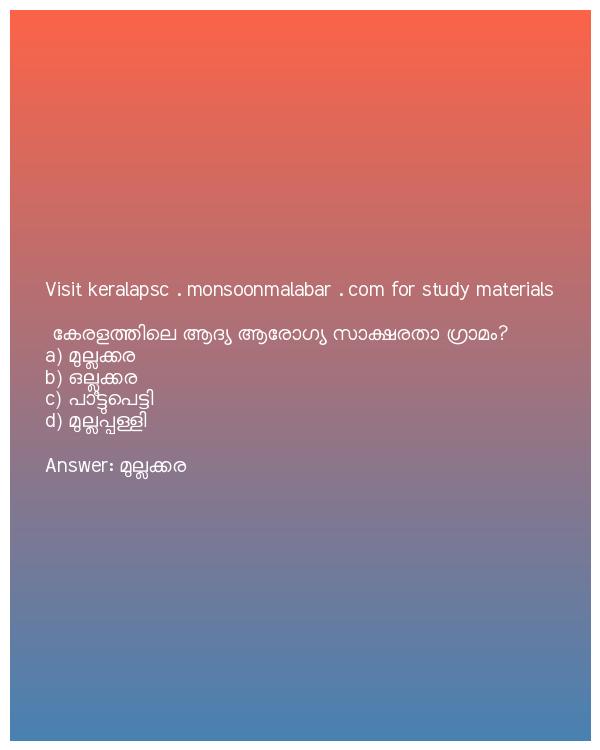 Visit keralapsc . monsoonmalabar . com for study materials
കേരളത്തിലെ ആദ്യ ആരോഗ്യ സാക്ഷരതാ ഗ്രാമം?
a) മുല്ലക്കര
b) ഒല്ലൂക്കര
c) പാട്ടുപെട്ടി
d) മുല്ലപ്പള്ളി
Answer: മുല്ലക്കര